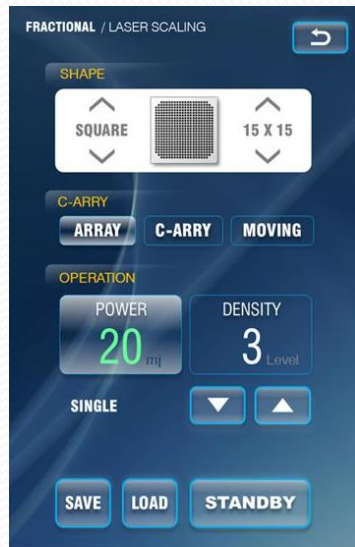 FRACTIONAL / LASER SCALING
SHAPE
SQUARE 15 X 15
C-ARRY
ARRAY C-ARRY MOVING
OPERATION
POWER DENSITY
20 mj 3 Level
SINGLE
SAVE LOAD STANDBY